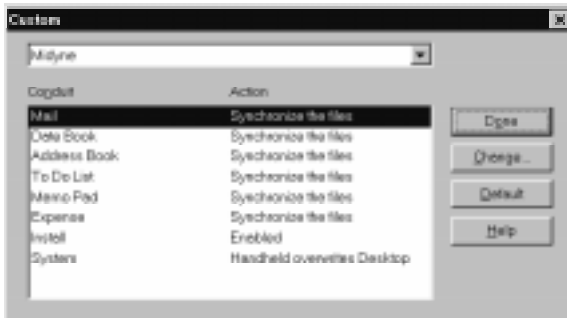 Custom
Midyne
Conduit Action
Mail Synchronize the files
Date Book Synchronize the files
Address Book Synchronize the files
To Do List Synchronize the files
Memo Pad Synchronize the files
Expense Synchronize the files
Install Enabled
System Handheld overwrites Desktop
Done
Change...
Default
Help